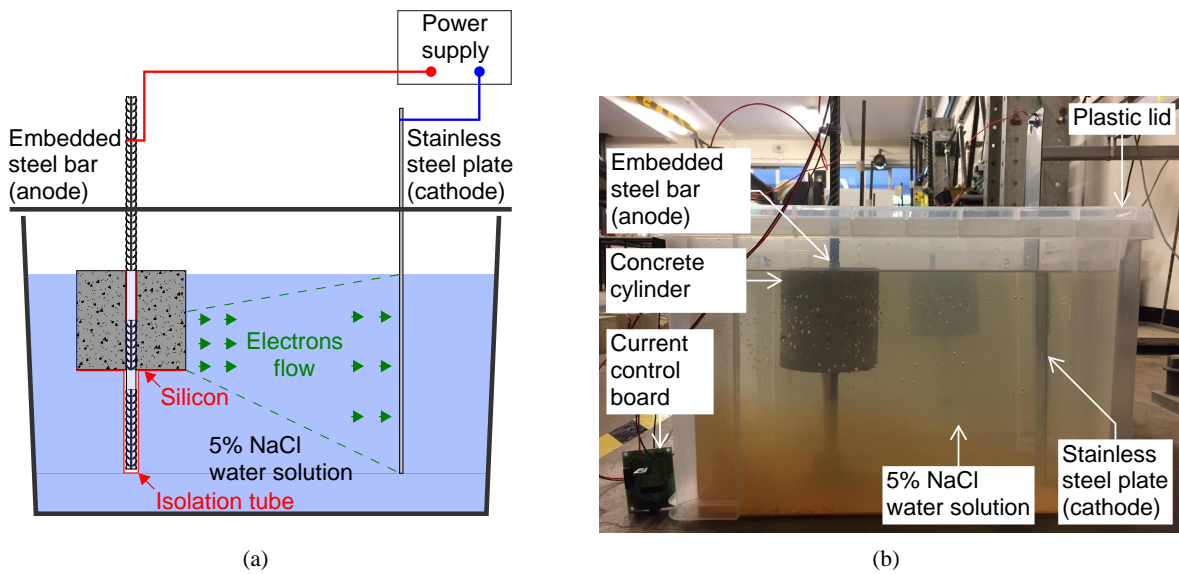 Power
supply
Embedded
steel bar
(anode)
Stainless
steel plate
(cathode)
Electrons
flow
Silicon
5% NaCl
water solution
Isolation tube
(a)
Plastic lid
Embedded
steel bar
(anode)
Concrete
cylinder
Current
control
board
5% NaCl
water solution
Stainless
steel plate
(cathode)
(b)